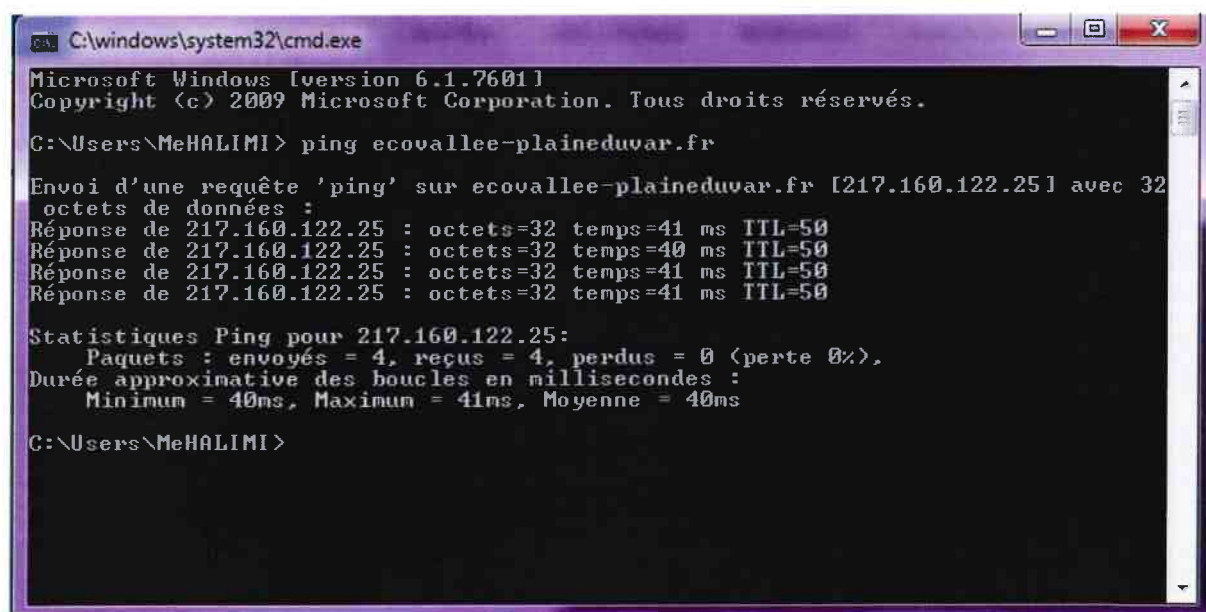 C:\windows\system32\cmd.exe
Microsoft Windows [version 6.1.7601]
Copyright (c) 2009 Microsoft Corporation. Tous droits réservés.
C:\Users\MeHALIMI> ping ecovallee-plaineduvar.fr
Envoi d'une requête 'ping' sur ecovallee-plaineduvar.fr [217.160.122.25] avec 32
octets de données :
Réponse de 217.160.122.25 : octets=32 temps=41 ms TTL=50
Réponse de 217.160.122.25 : octets=32 temps=40 ms TTL=50
Réponse de 217.160.122.25 : octets=32 temps=41 ms TTL=50
Réponse de 217.160.122.25 : octets=32 temps=41 ms TTL=50
Statistiques Ping pour 217.160.122.25:
Paquets : envoyés = 4, reçus = 4, perdus = 0 (perte 0%),
Durée approximative des boucles en millisecondes :
Minimum = 40ms, Maximum = 41ms, Moyenne = 40ms
C:\Users\MeHALIMI>